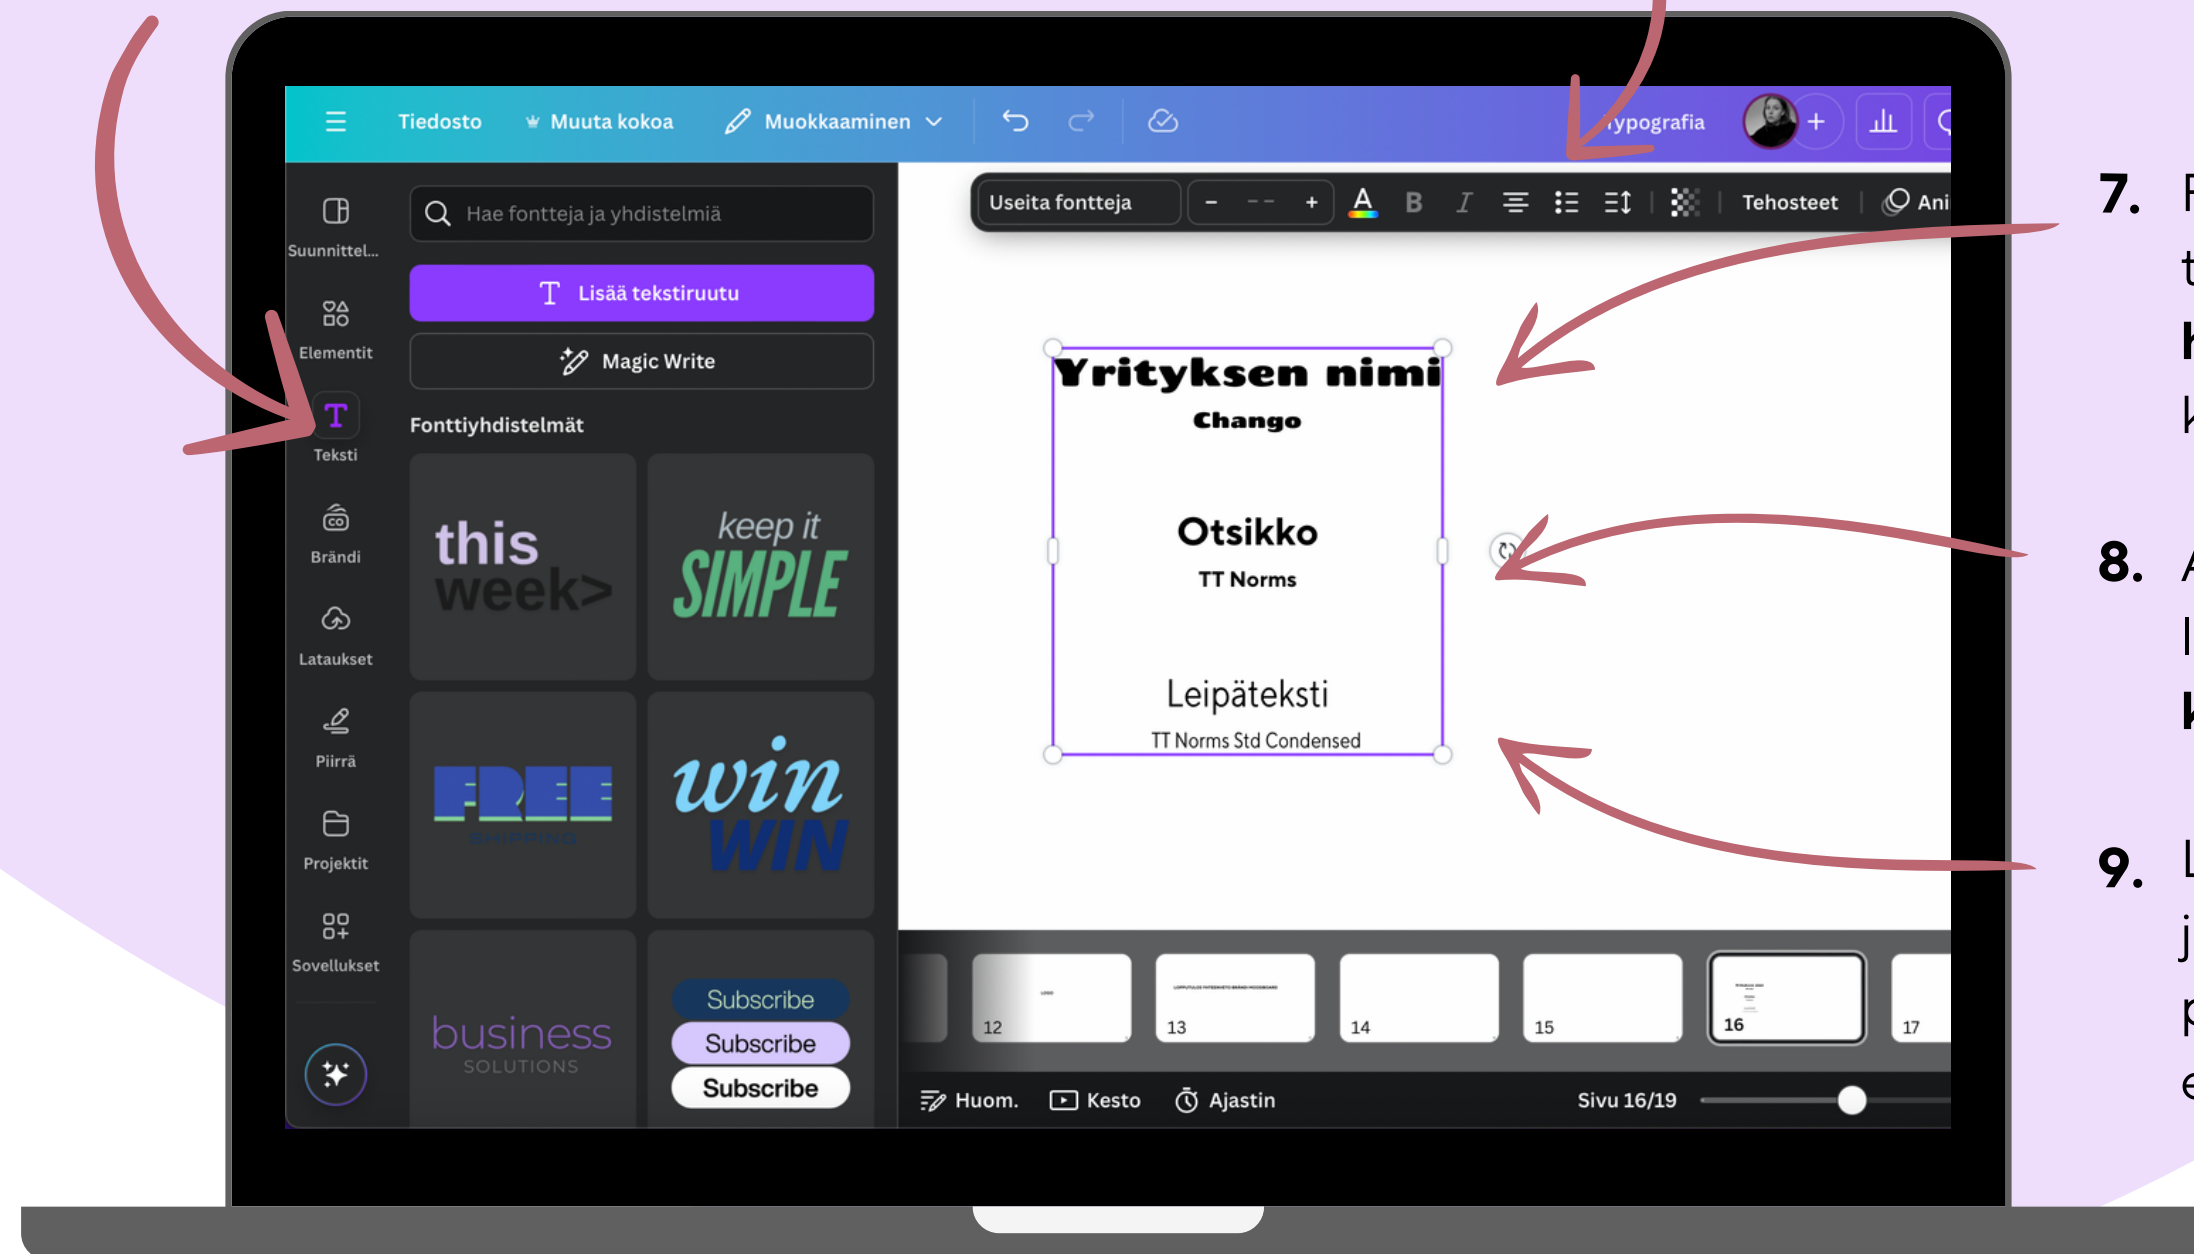 Tiedosto
Muuta kokoa
Muokkaaminen
ypografia
Suunnittel...
Elementit
Teksti
Brändi
CO
Lataukset
Piirrä
Projektit
Sovellukset
Hae fontteja ja yhdistelmiä
T Lisää tekstiruutu
Magic Write
Fonttiyhdistelmät
this
week>
keep it
SIMPLE
FREE
SHIPPING
win
WIN
business
SOLUTIONS
Subscribe
Subscribe
Subscribe
Useita fontteja
- -- + A B I
Tehosteet
Ani
Yrityksen nimi
Chango
Otsikko
TT Norms
Leipäteksti
TT Norms Std Condensed
12
13
14
15
16
17
Huom.
Kesto
Ajastin
Sivu 16/19
7.
8.
9.